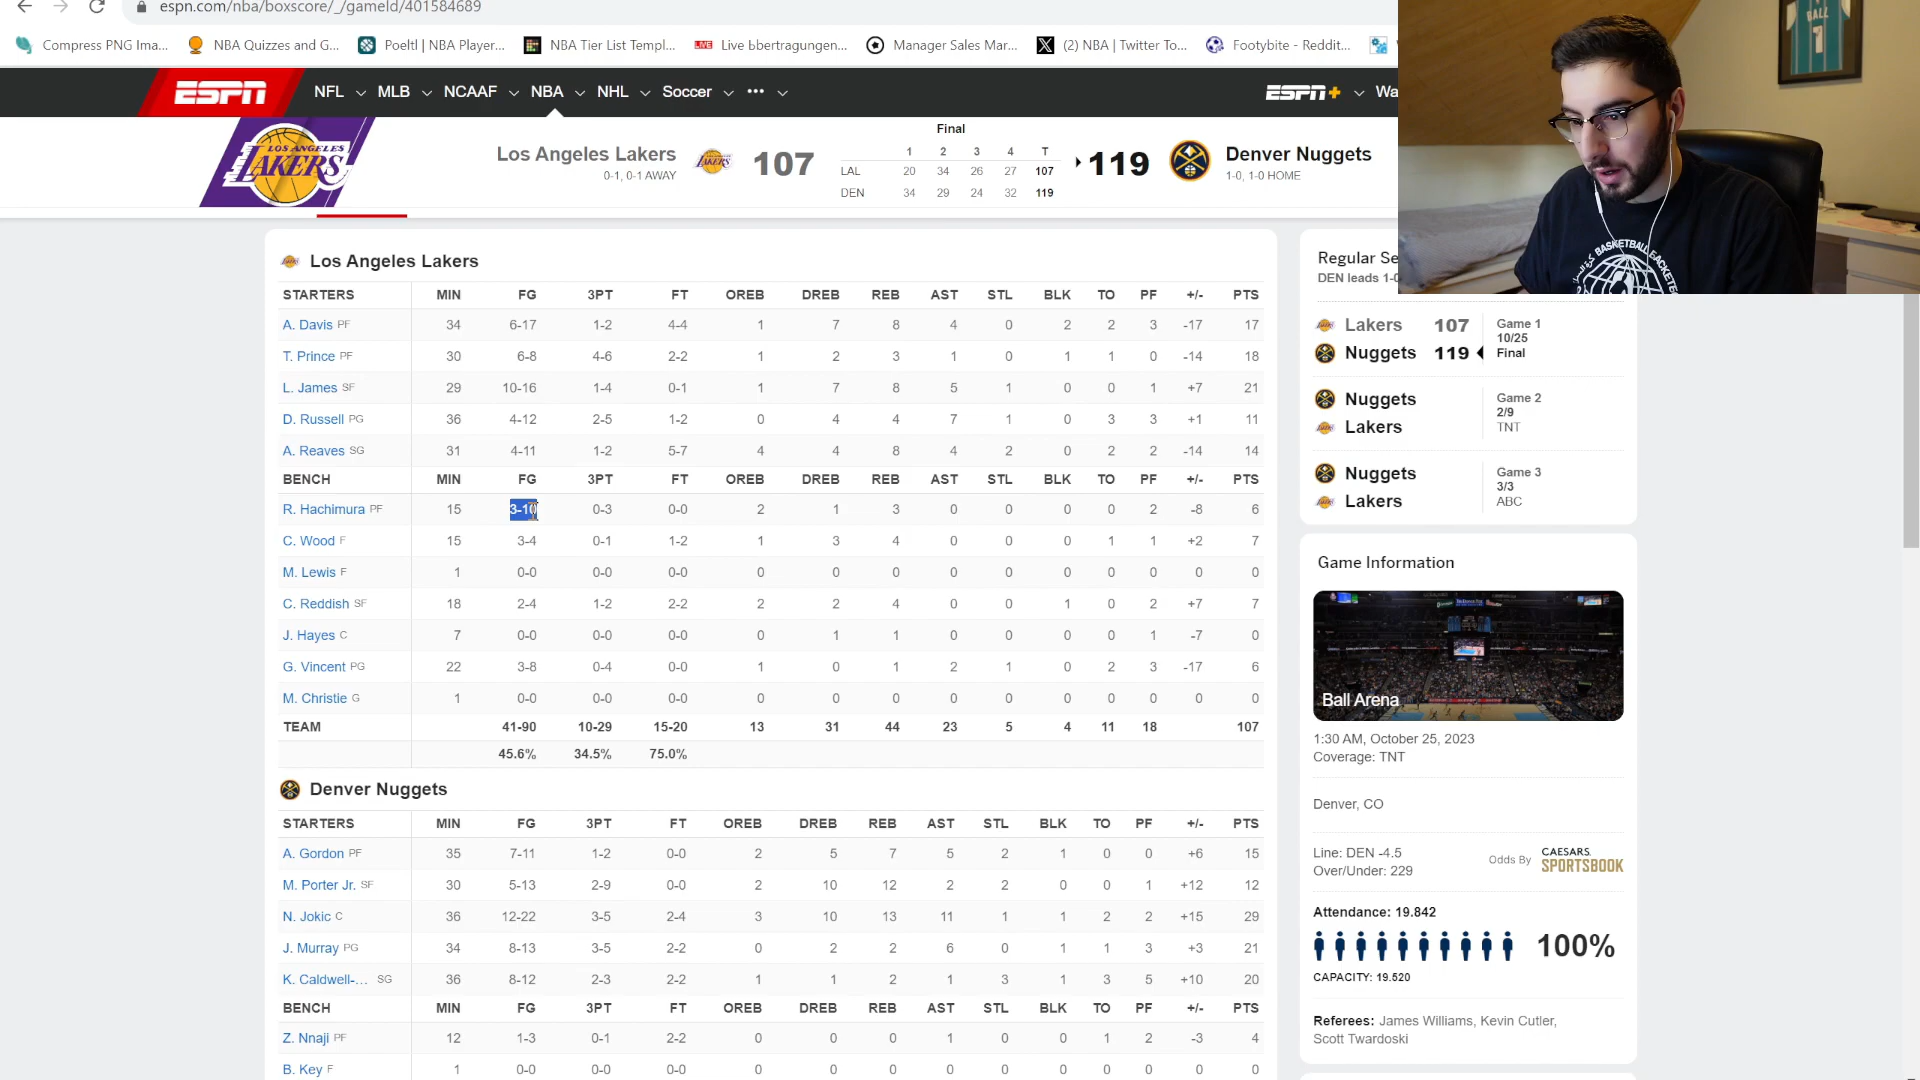 espn.com/nba/boxscore/_/gameId/401584689
Compress PNG Ima... NBA Quizzes and G... Poeltl | NBA Player... NBA Tier List Templ... LIVE Live bertragungen... Manager Sales Mar... (2) NBA | Twitter To... Footybite - Reddit...
ESPN NFL MLB NCAAF NBA NHL Soccer ••• ESPN+ Wa
LOS ANGELES
LAKERS
Final
Los Angeles Lakers
0-1, 0-1 AWAY
LAKERS
107
1 2 3 4 T
LAL 20 34 26 27 107
DEN 34 29 24 32 119
119
Denver Nuggets
1-0, 1-0 HOME
Los Angeles Lakers
STARTERS MIN FG 3PT FT OREB DREB REB AST STL BLK TO PF +/- PTS
A. Davis PF 34 6-17 1-2 4-4 1 7 8 4 0 2 2 3 -17 17
T. Prince PF 30 6-8 4-6 2-2 1 2 3 1 0 1 1 0 -14 18
L. James SF 29 10-16 1-4 0-1 1 7 8 5 1 0 0 1 +7 21
D. Russell PG 36 4-12 2-5 1-2 0 4 4 7 1 0 3 3 +1 11
A. Reaves SG 31 4-11 1-2 5-7 4 4 8 4 2 0 2 2 -14 14
BENCH MIN FG 3PT FT OREB DREB REB AST STL BLK TO PF +/- PTS
R. Hachimura PF 15 3-10 0-3 0-0 2 1 3 0 0 0 0 2 -8 6
C. Wood F 15 3-4 0-1 1-2 1 3 4 0 0 0 1 1 +2 7
M. Lewis F 1 0-0 0-0 0-0 0 0 0 0 0 0 0 0 0 0
C. Reddish SF 18 2-4 1-2 2-2 2 2 4 0 0 1 0 2 +7 7
J. Hayes C 7 0-0 0-0 0-0 0 1 1 0 0 0 0 1 -7 0
G. Vincent PG 22 3-8 0-4 0-0 1 0 1 2 1 0 2 3 -17 6
M. Christie G 1 0-0 0-0 0-0 0 0 0 0 0 0 0 0 0 0
TEAM 41-90 10-29 15-20 13 31 44 23 5 4 11 18 107
45.6% 34.5% 75.0%
Denver Nuggets
STARTERS MIN FG 3PT FT OREB DREB REB AST STL BLK TO PF +/- PTS
A. Gordon PF 35 7-11 1-2 0-0 2 5 7 5 2 1 0 0 +6 15
M. Porter Jr. SF 30 5-13 2-9 0-0 2 10 12 2 2 0 0 1 +12 12
N. Jokic C 36 12-22 3-5 2-4 3 10 13 11 1 1 2 2 +15 29
J. Murray PG 34 8-13 3-5 2-2 0 2 2 6 0 1 1 3 +3 21
K. Caldwell-... SG 36 8-12 2-3 2-2 1 1 2 1 3 1 3 5 +10 20
BENCH MIN FG 3PT FT OREB DREB REB AST STL BLK TO PF +/- PTS
Z. Nnaji PF 12 1-3 0-1 2-2 0 0 0 1 0 0 1 2 -3 4
B. Key F 1 0-0 0-0 0-0 0 0 0 0 0 0 0 0 0 0
Regular Se
DEN leads 1-0
Lakers 107
Nuggets 119
Game 1
10/25
Final
Nuggets
Lakers
Game 2
2/9
TNT
Nuggets
Lakers
Game 3
3/3
ABC
Game Information
Ball Arena
1:30 AM, October 25, 2023
Coverage: TNT
Denver, CO
Line: DEN -4.5
Over/Under: 229
Odds By CAESARS
SPORTSBOOK
Attendance: 19.842
100%
CAPACITY: 19.520
Referees: James Williams, Kevin Cutler,
Scott Twardoski
BALL
1